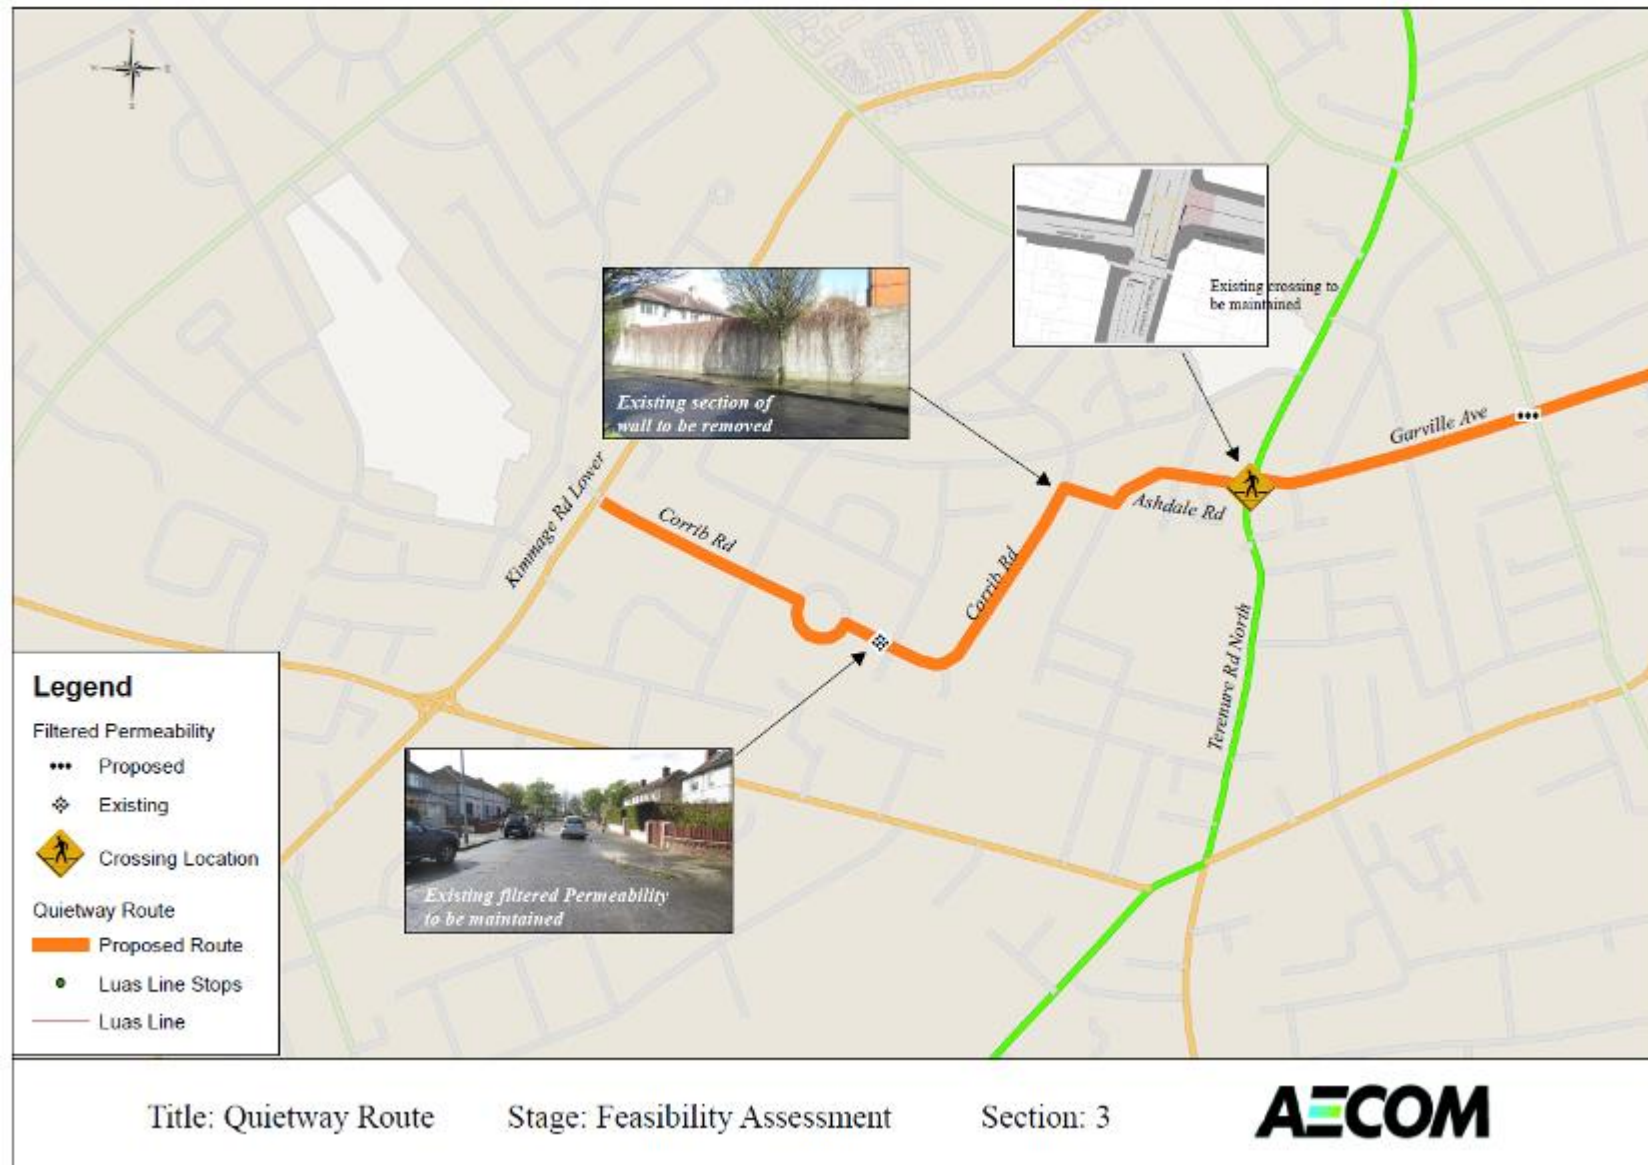 Existing crossing to
be maintained
Existing section of
wall to be removed
Garville Ave
Ashdale Rd
Kimmage Rd Lower
Corrib Rd
Corrib Rd
Terenure Rd North
Existing filtered Permeability
to be maintained
Legend
Filtered Permeability
Proposed
Existing
Crossing Location
Quietway Route
Proposed Route
Luas Line Stops
Luas Line
Title: Quietway Route Stage: Feasibility Assessment Section: 3 AECOM